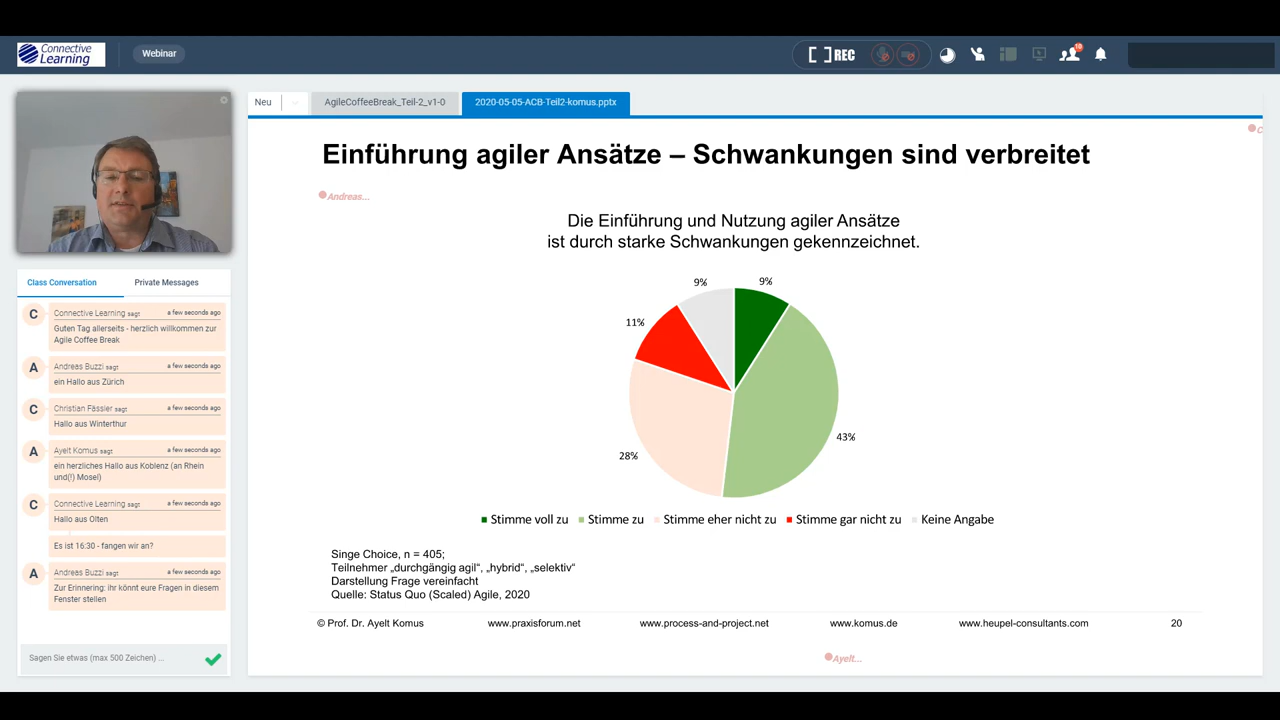 Connective
Learning
Webinar
[ ] REC
10
Neu
AgileCoffeeBreak_Teil-2_v1-0
2020-05-05-ACB-Teil2-komus.pptx
Einführung agiler Ansätze – Schwankungen sind verbreitet
Andreas...
Die Einführung und Nutzung agiler Ansätze
ist durch starke Schwankungen gekennzeichnet.
9%
9%
11%
28%
43%
Stimme voll zu
Stimme zu
Stimme eher nicht zu
Stimme gar nicht zu
Keine Angabe
Singe Choice, n = 405;
Teilnehmer „durchgängig agil“, „hybrid“, „selektiv“
Darstellung Frage vereinfacht
Quelle: Status Quo (Scaled) Agile, 2020
© Prof. Dr. Ayelt Komus
www.praxisforum.net
www.process-and-project.net
www.komus.de
www.heupel-consultants.com
20
Ayelt...
Class Conversation
Private Messages
C
Connective Learning sagt
a few seconds ago
Guten Tag allerseits - herzlich willkommen zur
Agile Coffee Break
A
Andreas Buzzi sagt
a few seconds ago
ein Hallo aus Zürich
C
Christian Fässler sagt
a few seconds ago
Hallo aus Winterthur
A
Ayelt Komus sagt
a few seconds ago
ein herzliches Hallo aus Koblenz (an Rhein
und(!) Mosel)
C
Connective Learning sagt
a few seconds ago
Hallo aus Olten
Es ist 16:30 - fangen wir an?
A
Andreas Buzzi sagt
a few seconds ago
Zur Erinnering: ihr könnt eure Fragen in diesem
Fenster stellen
Sagen Sie etwas (max 500 Zeichen) ...